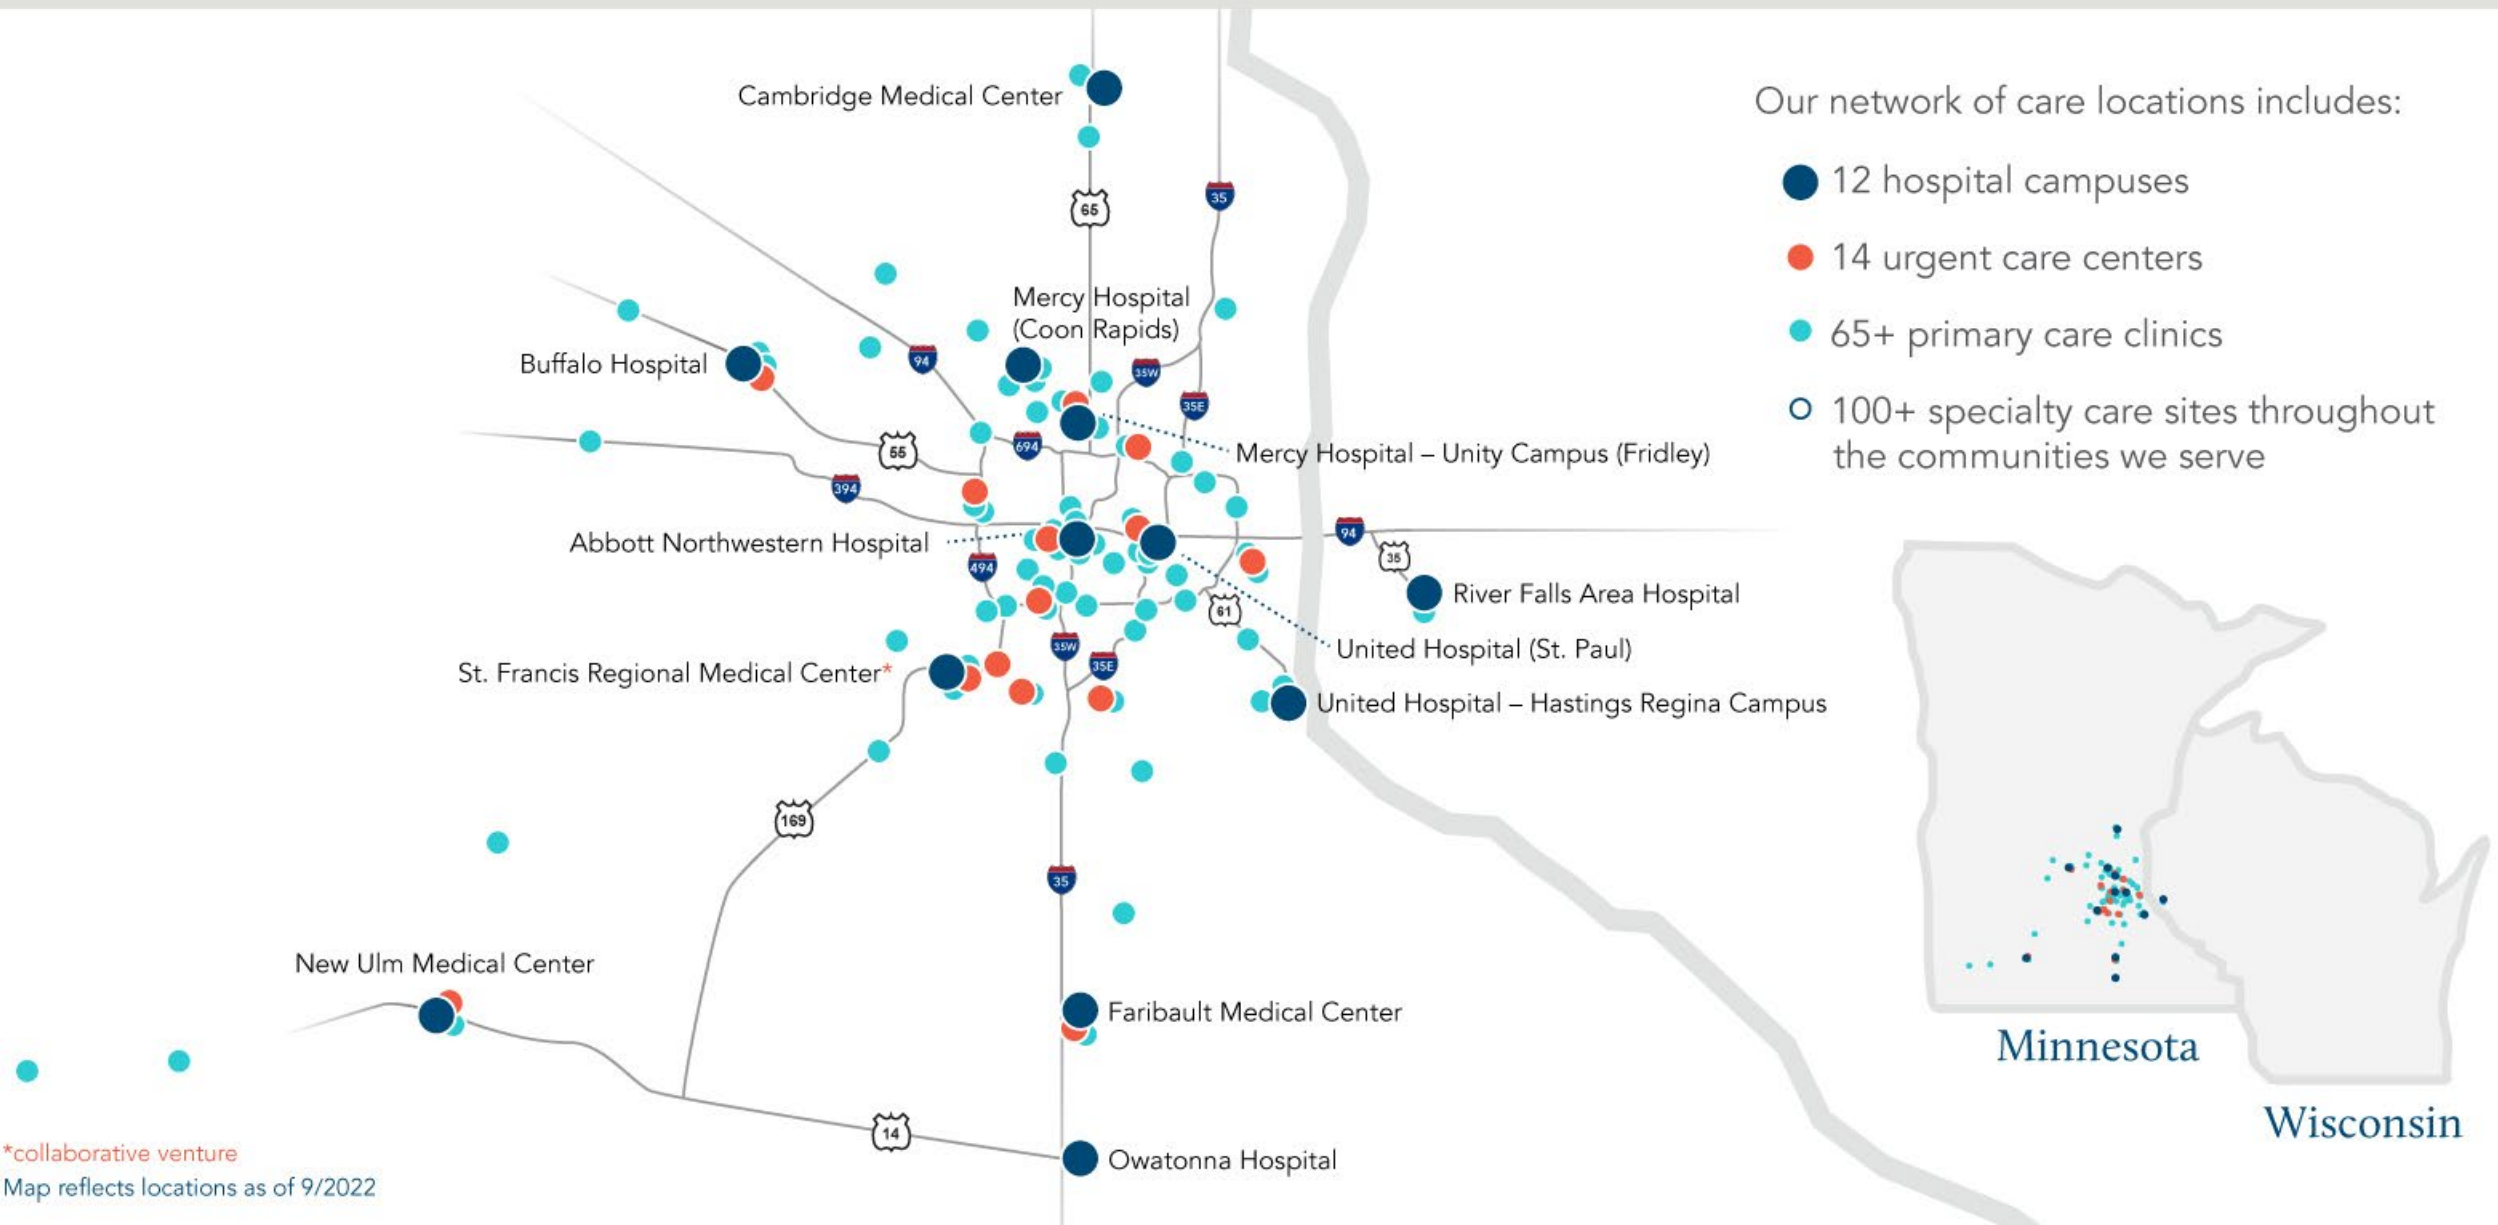 Cambridge Medical Center
65
35
Mercy Hospital
(Coon Rapids)
Buffalo Hospital
94
35W
35E
55
694
Mercy Hospital – Unity Campus (Fridley)
394
Abbott Northwestern Hospital
494
94
35
River Falls Area Hospital
61
United Hospital (St. Paul)
35W
35E
St. Francis Regional Medical Center*
United Hospital – Hastings Regina Campus
169
35
New Ulm Medical Center
Faribault Medical Center
14
Owatonna Hospital
*collaborative venture
Map reflects locations as of 9/2022
Our network of care locations includes:
12 hospital campuses
14 urgent care centers
65+ primary care clinics
100+ specialty care sites throughout
the communities we serve
Minnesota
Wisconsin